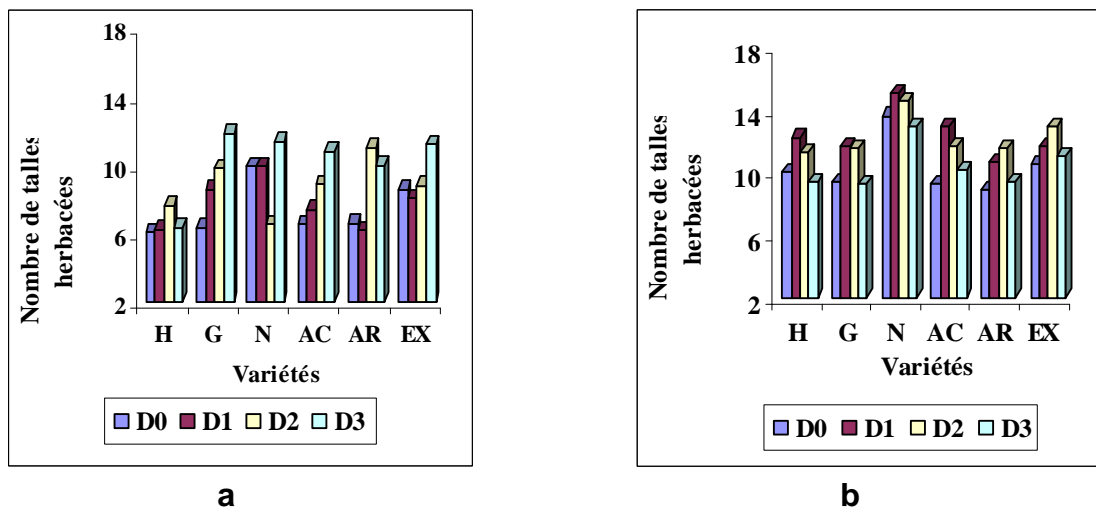 Nombre de talles
herbacées
18
14
10
6
2
H G N AC AR EX
Variétés
D0 D1 D2 D3
a
Nombre de talles
herbacées
18
14
10
6
2
H G N AC AR EX
Variétés
D0 D1 D2 D3
b